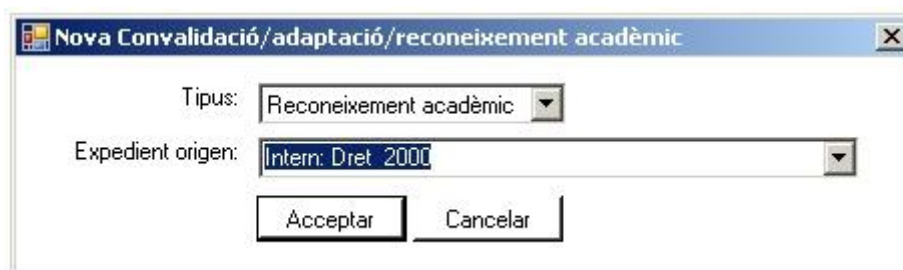 Nova Convalidació/adaptació/reconeixement acadèmic
Tipus: Reconeixement acadèmic
Expedient origen: Intern: Dret 2000
Acceptar Cancelar